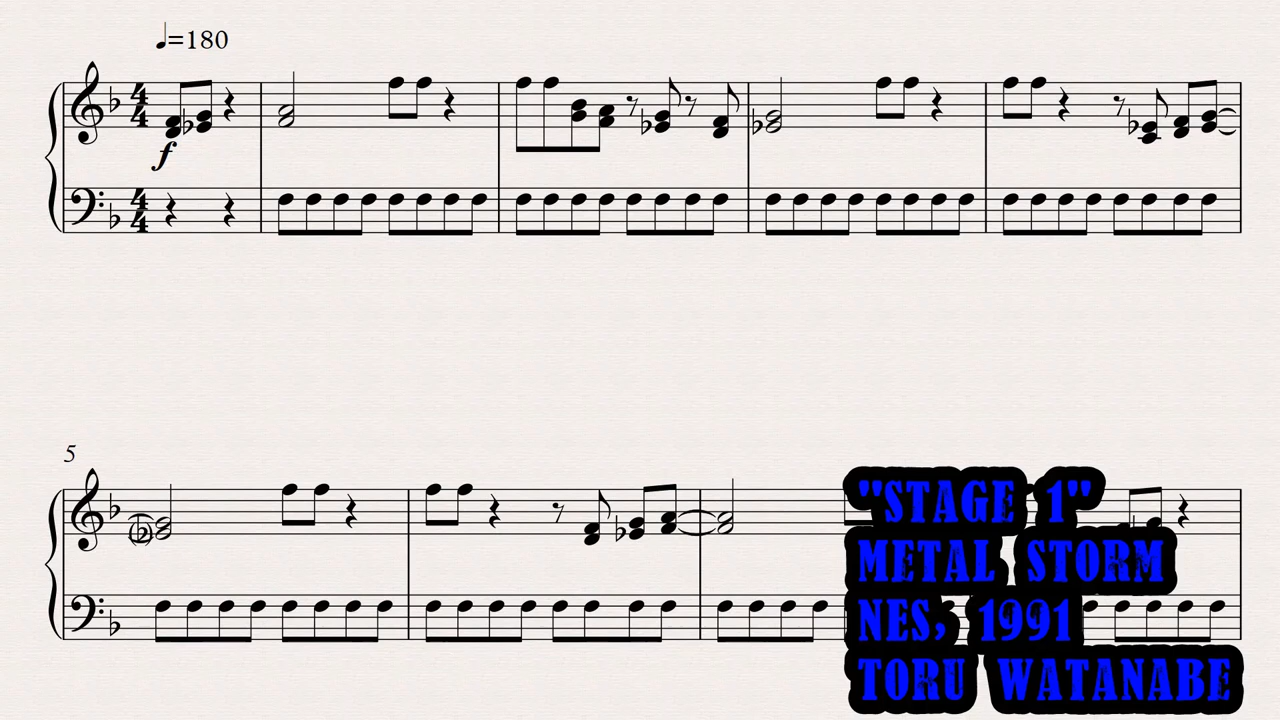 ♩=180
f
5
"STAGE 1"
METAL STORM
NES, 1991
TORU WATANABE